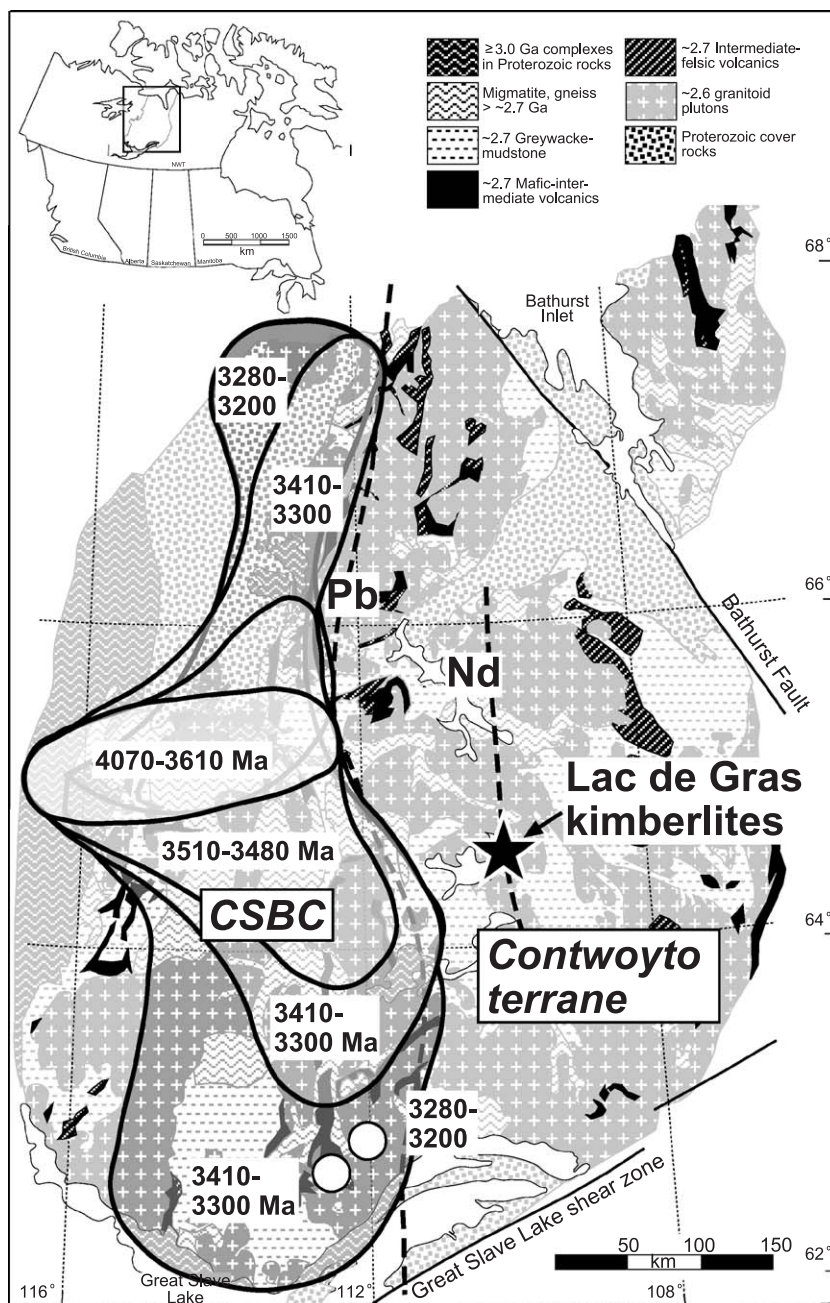 ≥3.0 Ga complexes
in Proterozoic rocks
Migmatite, gneiss
> ~2.7 Ga
~2.7 Greywacke-
mudstone
~2.7 Mafic-inter-
mediate volcanics
~2.7 Intermediate-
felsic volcanics
~2.6 granitoid
plutons
Proterozoic cover
rocks
NWT
0 500 1000 1500
km
British Columbia
Alberta
Saskatchewan
Manitoba
68°
Bathurst
Inlet
3280-
3200
3410-
3300
66°
Pb
Bathurst Fault
Nd
4070-3610 Ma
Lac de Gras
kimberlites
3510-3480 Ma
CSBC
64°
Contwoyto
terrane
3410-
3300 Ma
3280-
3200
3410-
3300 Ma
Great Slave Lake shear zone
50 100 150
km
62°
116°
Great Slave
Lake
112°
108°